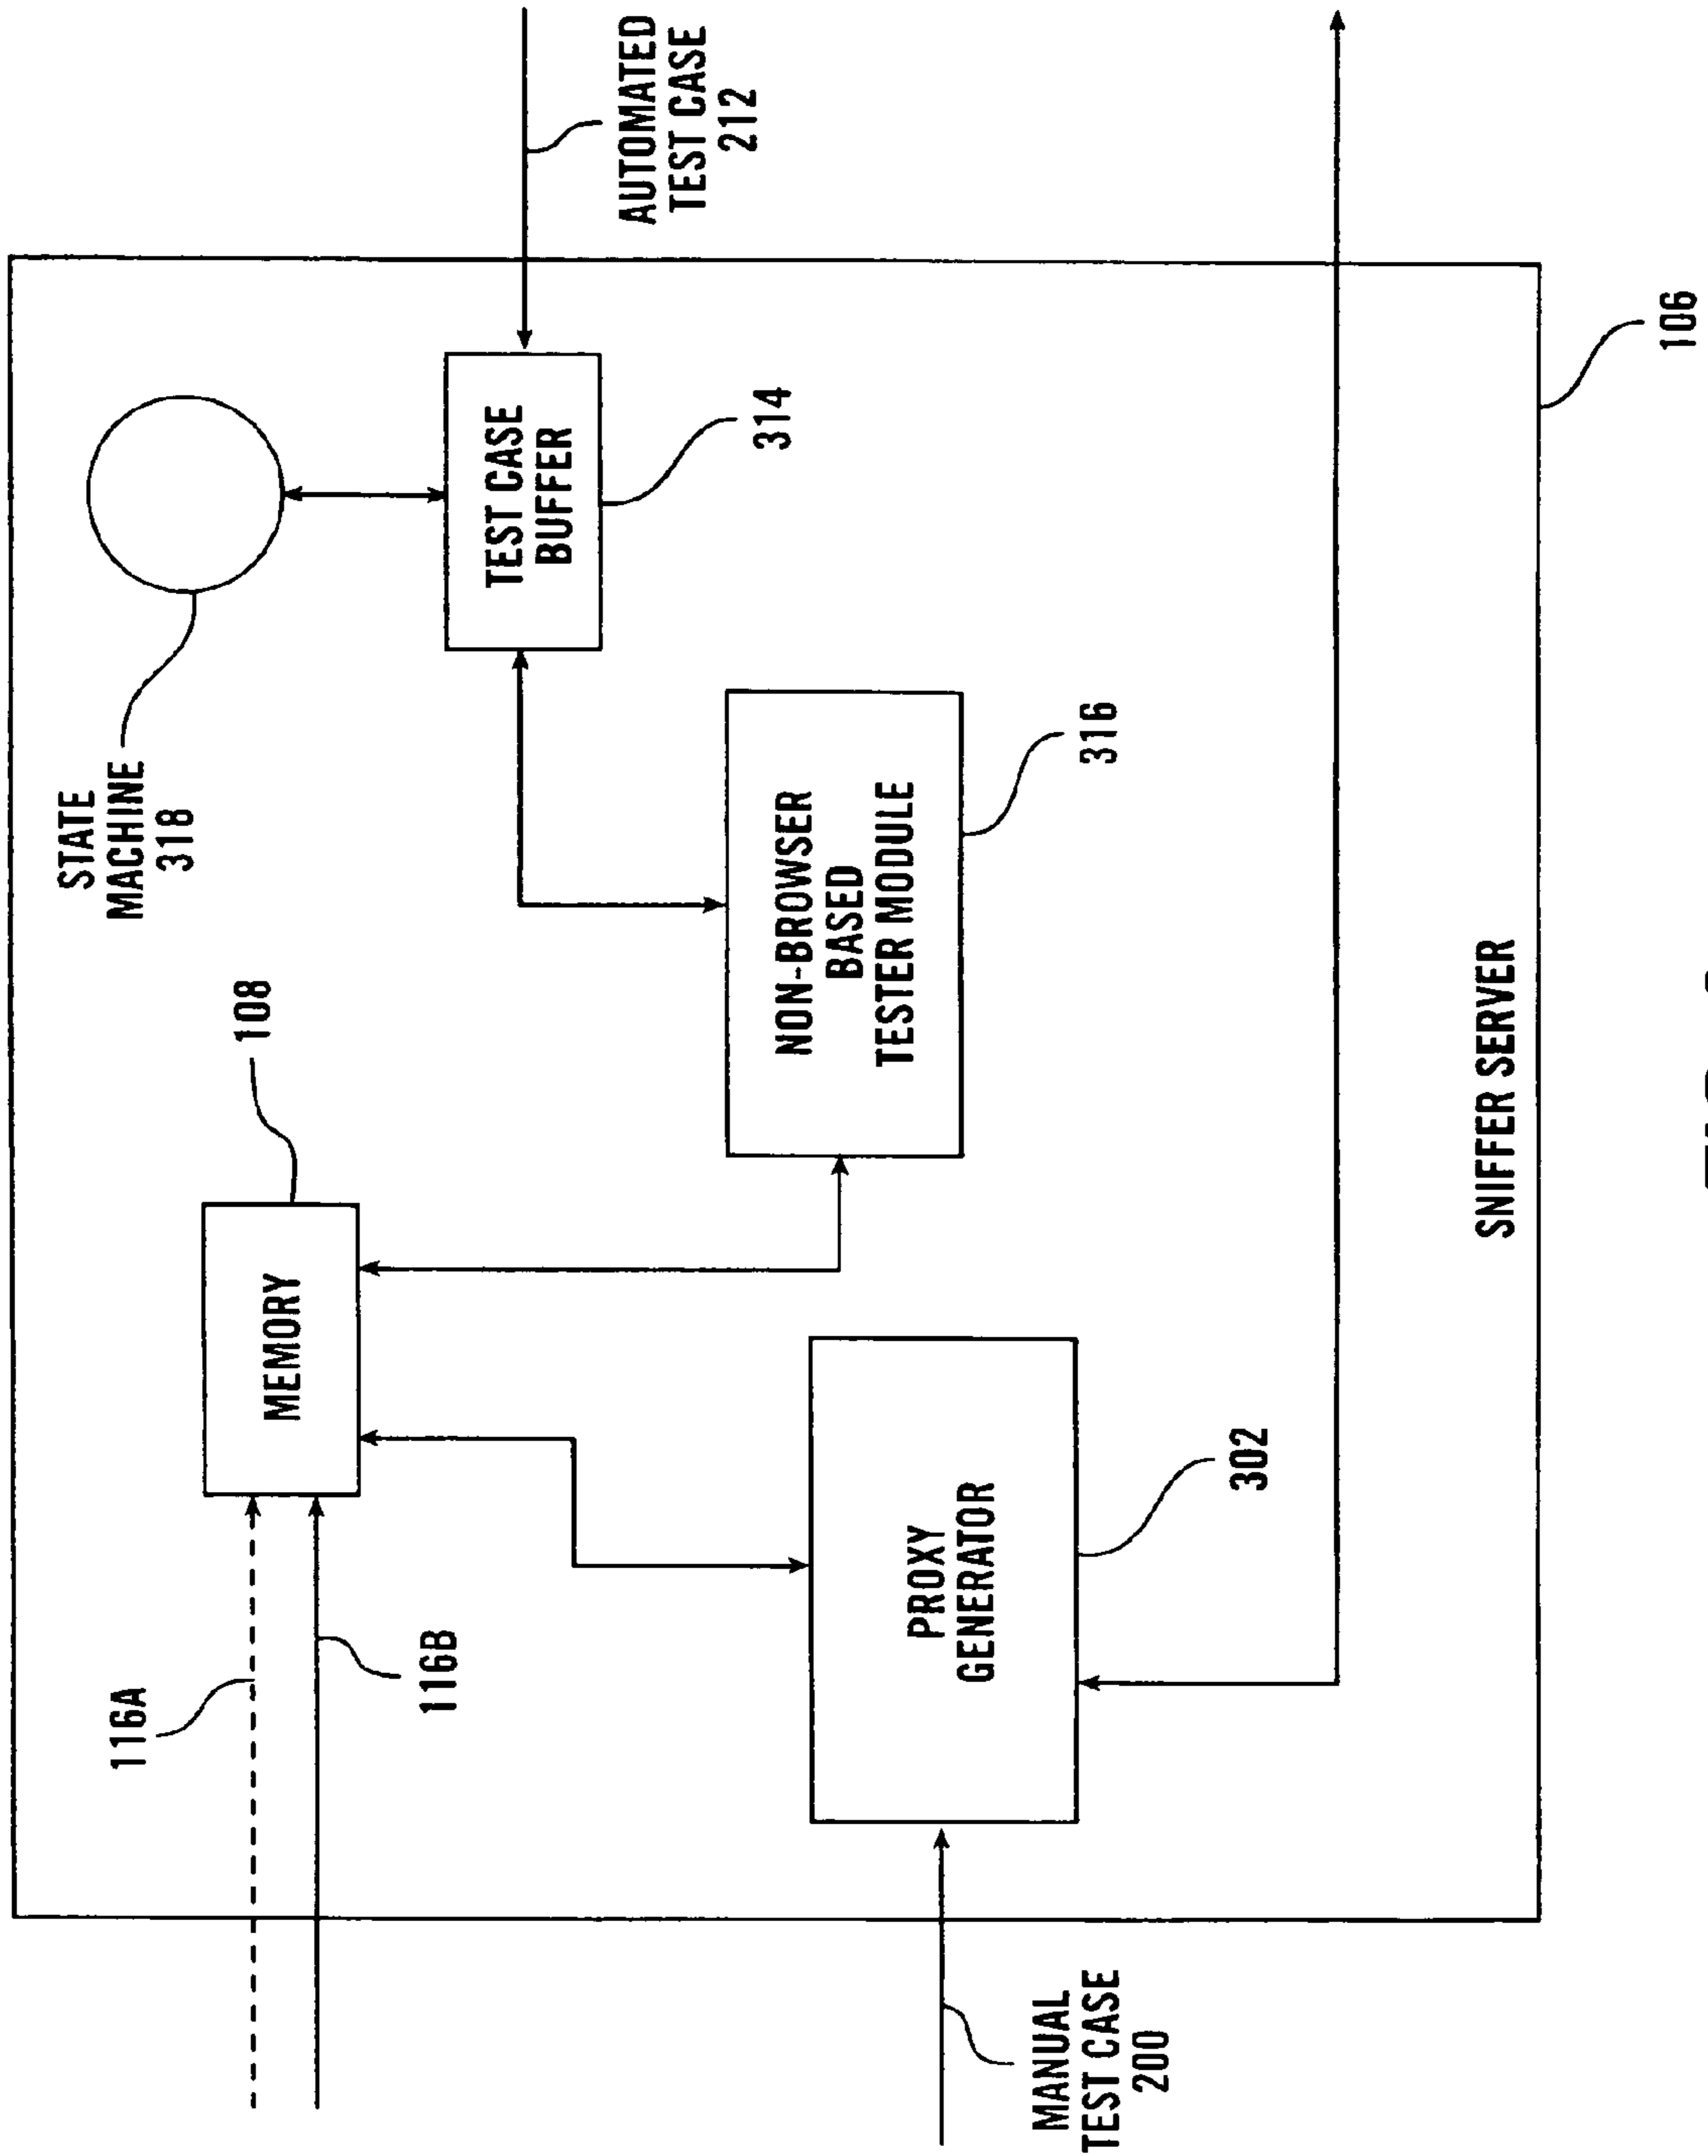 STATE
MACHINE
318
AUTOMATED
TEST CASE
212
116A
116B
MEMORY
108
TEST CASE
BUFFER
314
NON-BROWSER
BASED
TESTER MODULE
316
PROXY
GENERATOR
302
MANUAL
TEST CASE
200
SNIFFER SERVER
106